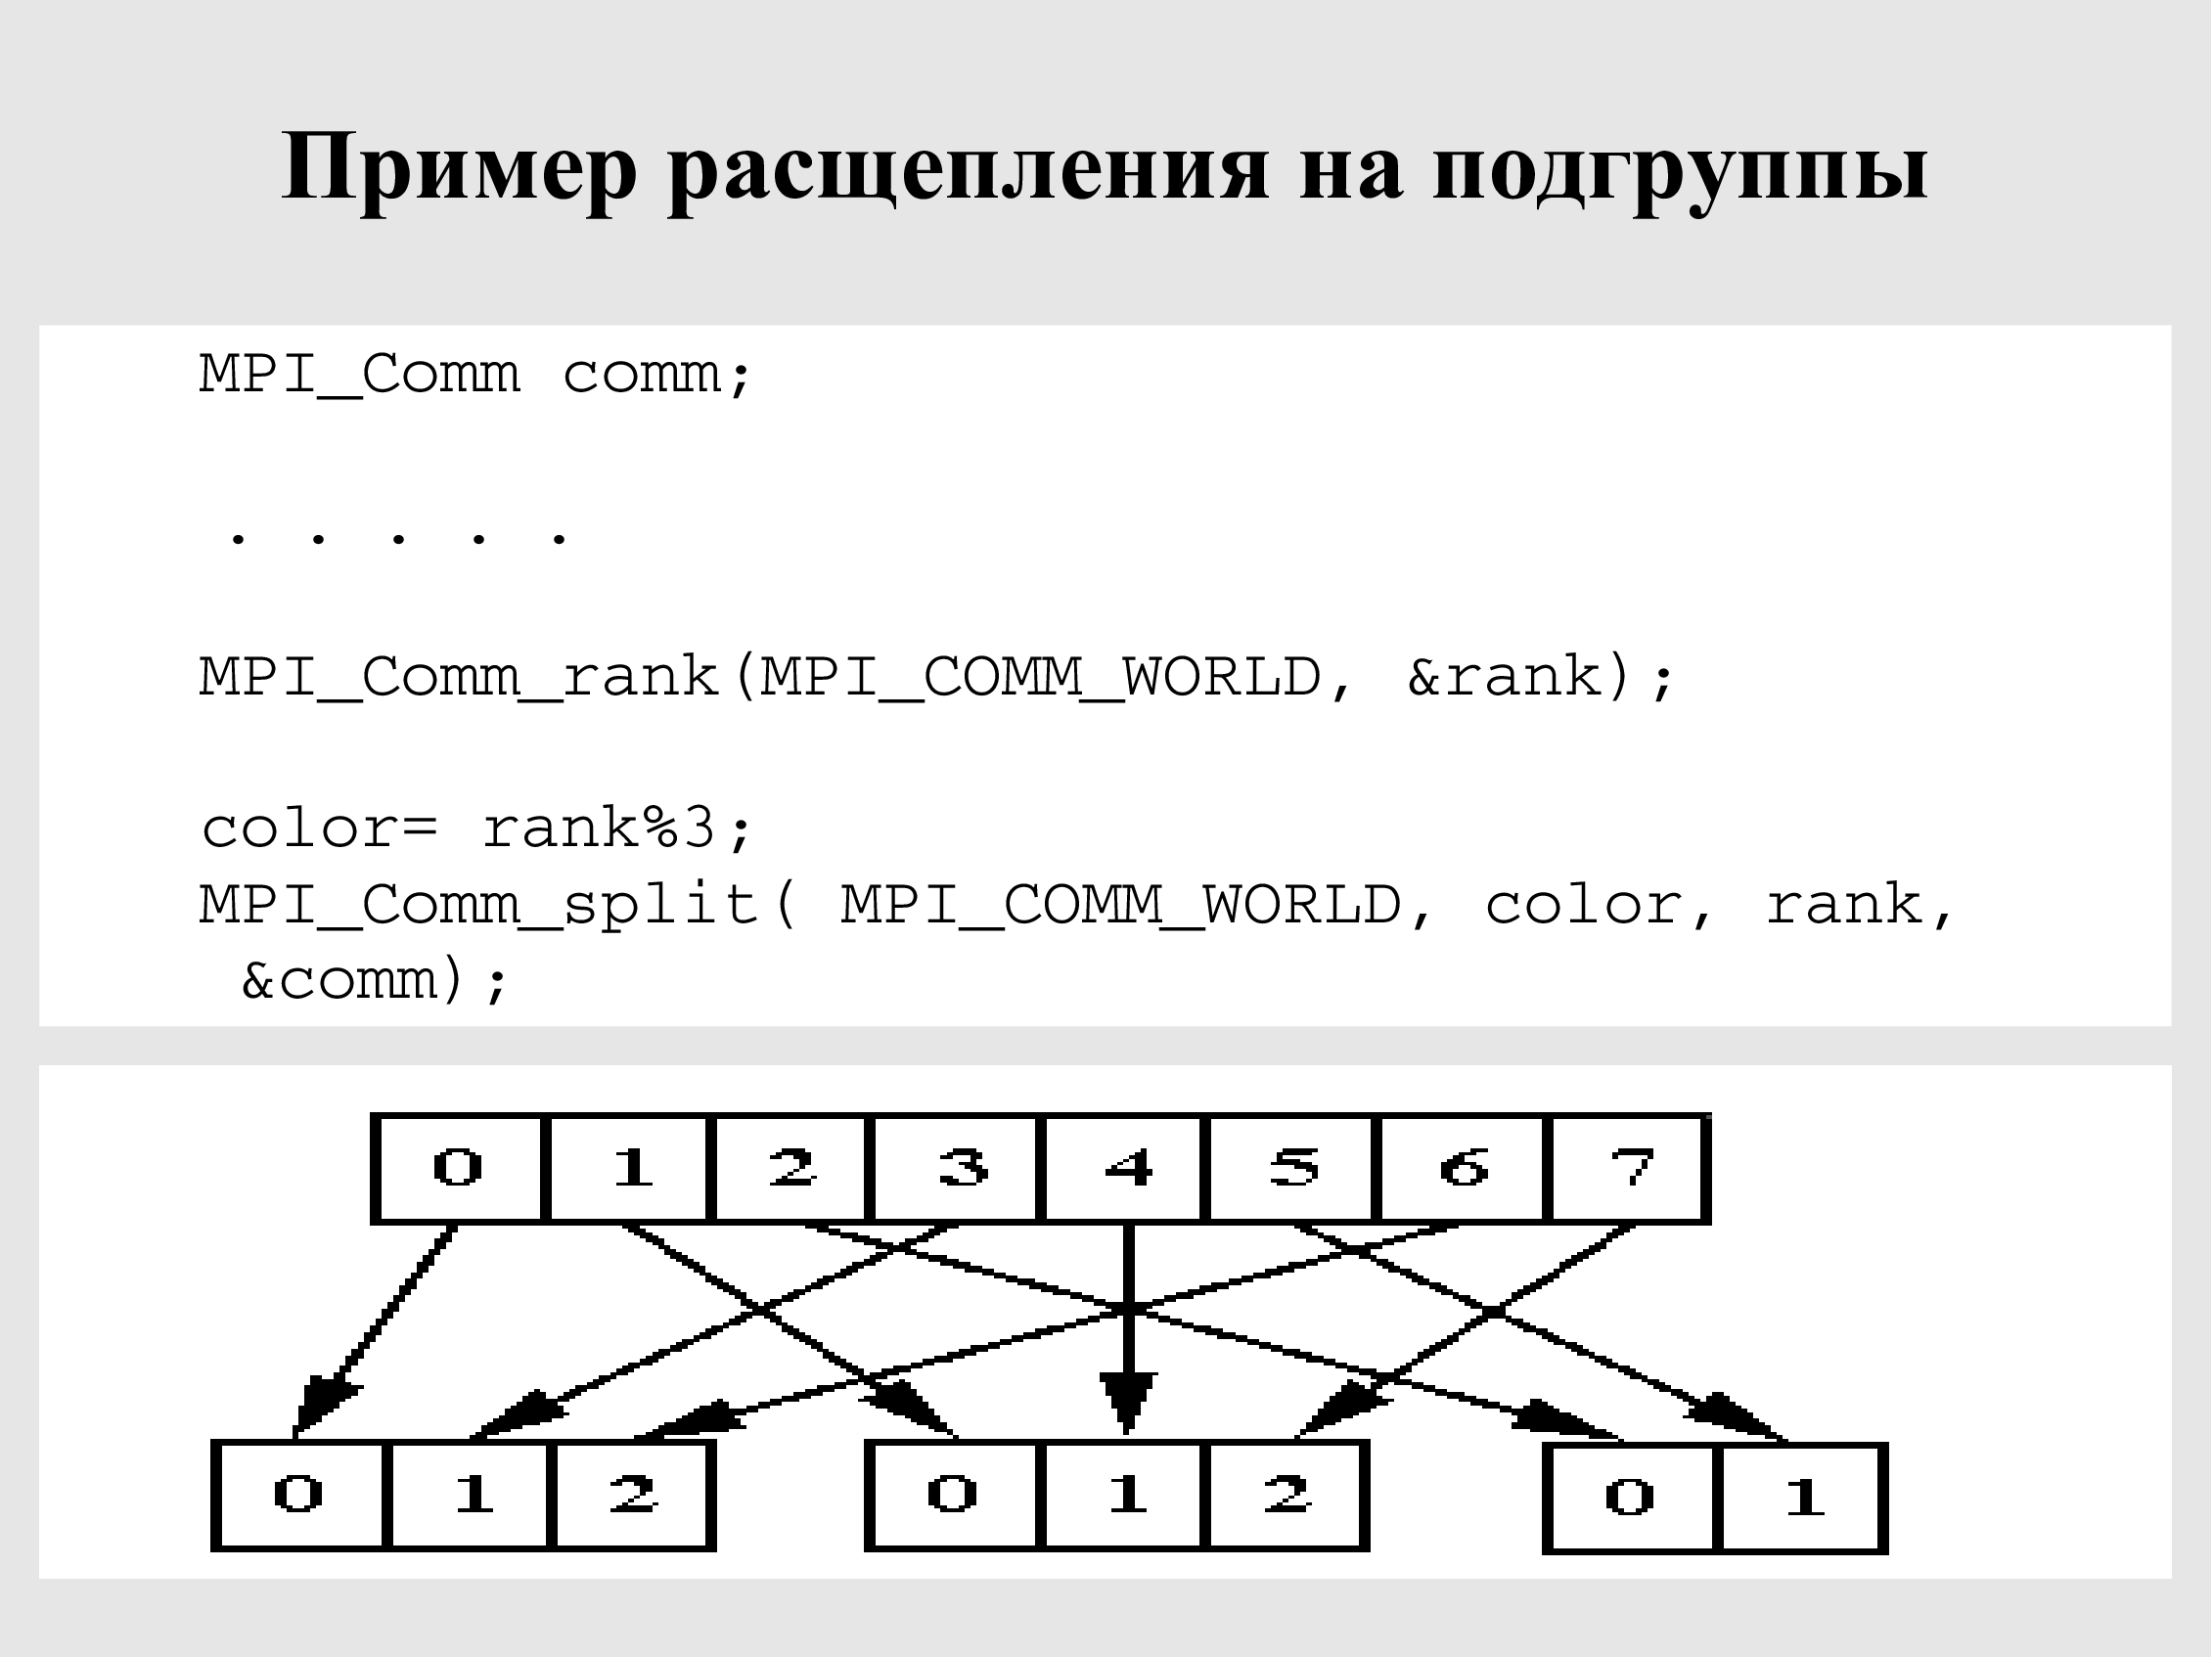 Пример расщепления на подгруппы
MPI_Comm comm;
. . . . .
MPI_Comm_rank(MPI_COMM_WORLD, &rank);
color= rank%3;
MPI_Comm_split( MPI_COMM_WORLD, color, rank,
&comm);
0 1 2 3 4 5 6 7
0 1 2 0 1 2 0 1